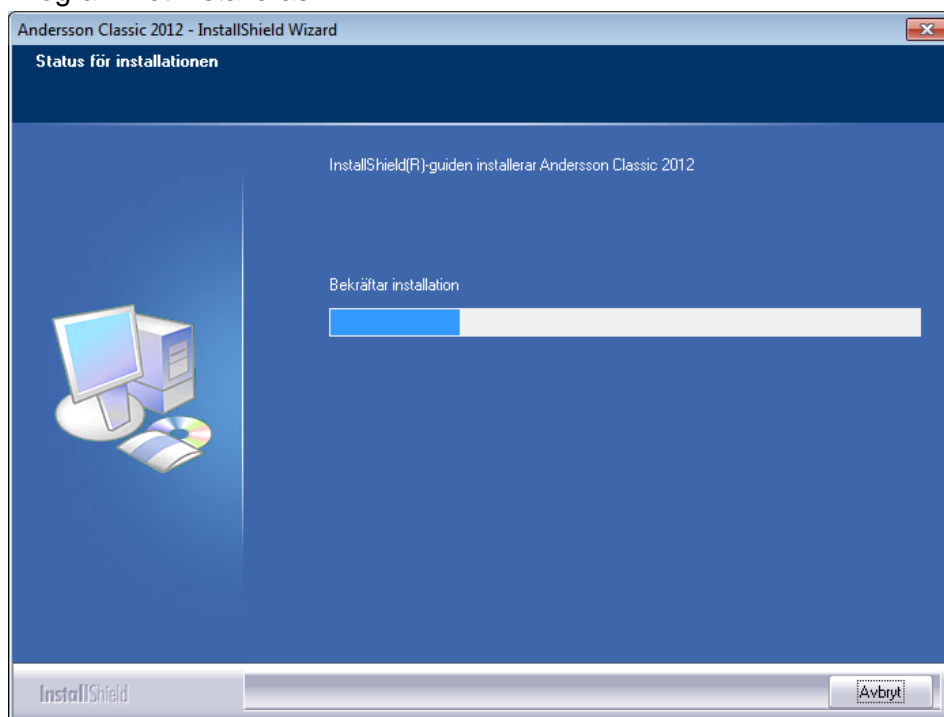 Andersson Classic 2012 - InstallShield Wizard
Status för installationen
InstallShield(R)-guiden installerar Andersson Classic 2012
Bekräftar installation
InstallShield
Avbryt